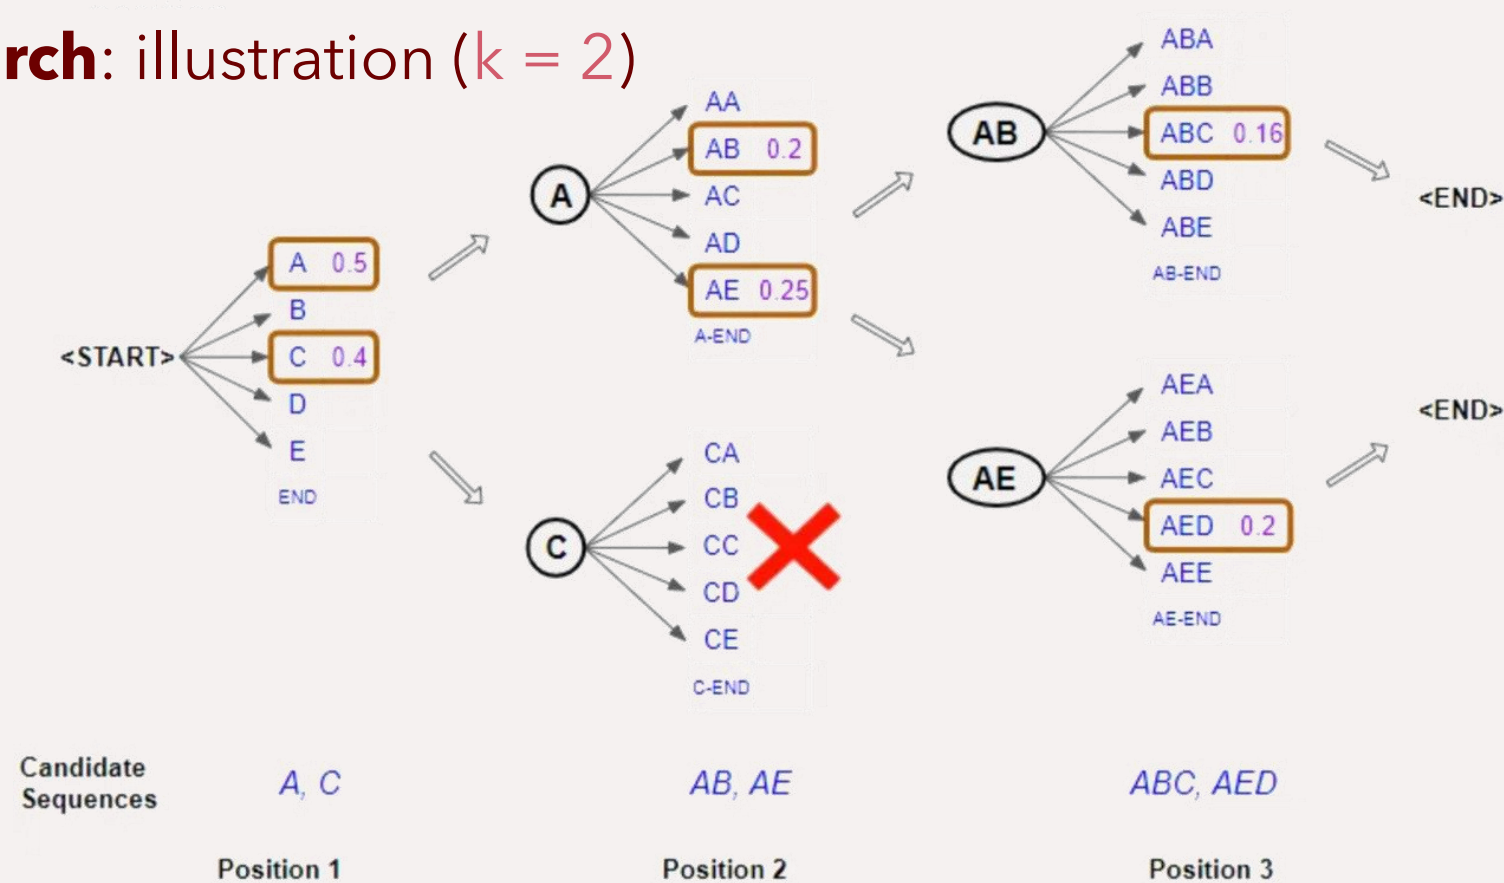 rch: illustration (k = 2)
<START>
A 0.5
B
C 0.4
D
E
END
A
AA
AB 0.2
AC
AD
AE 0.25
A-END
C
CA
CB
CC
CD
CE
C-END
AB
ABA
ABB
ABC 0.16
ABD
ABE
AB-END
<END>
AE
AEA
AEB
AEC
AED 0.2
AEE
AE-END
<END>
Candidate
Sequences
A, C
AB, AE
ABC, AED
Position 1
Position 2
Position 3